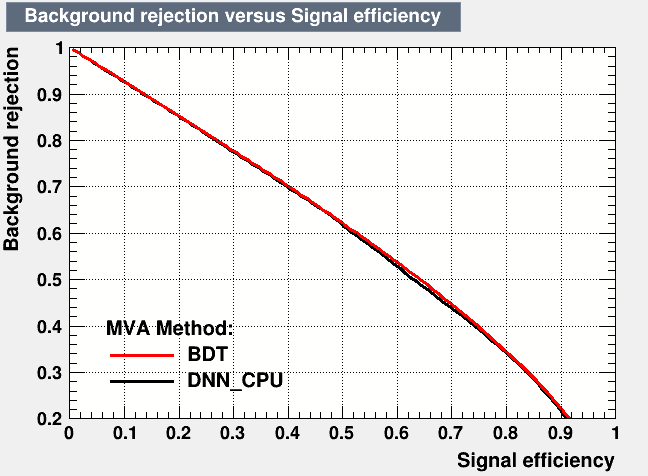 Background rejection versus Signal efficiency
Background rejection
1
0.9
0.8
0.7
0.6
0.5
0.4
0.3
0.2
MVA Method:
BDT
DNN_CPU
0 0.1 0.2 0.3 0.4 0.5 0.6 0.7 0.8 0.9 1
Signal efficiency